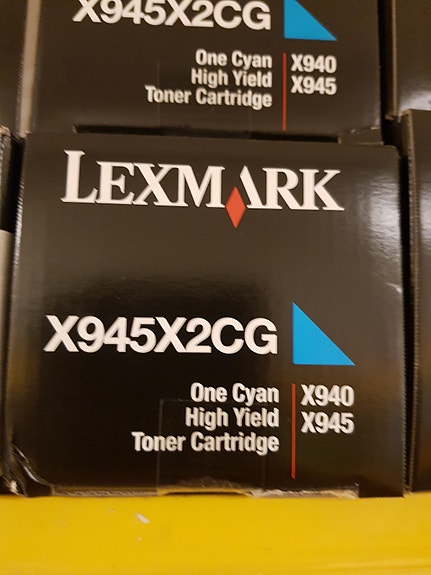 X945X2CG
One Cyan
High Yield
Toner Cartridge
X940
X945
LEXMARK
X945X2CG
One Cyan
High Yield
Toner Cartridge
X940
X945